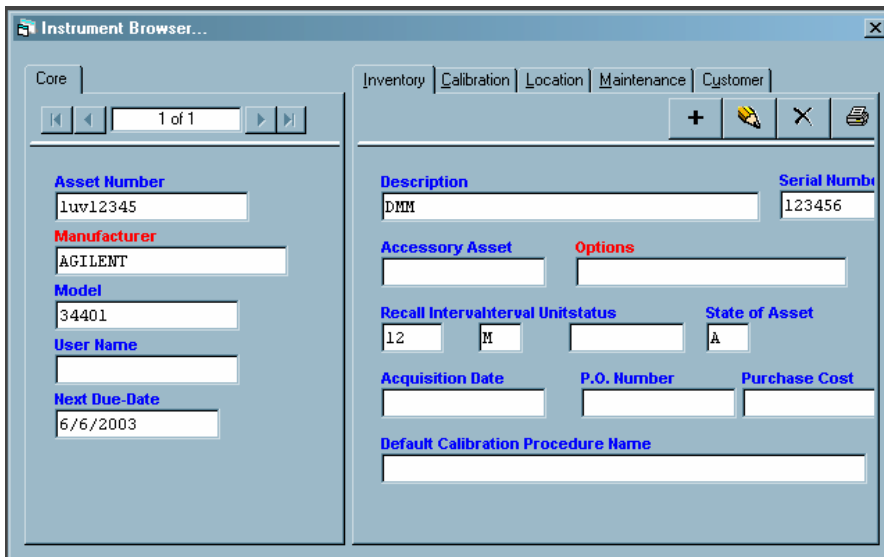 Instrument Browser...
Core
1 of 1
Asset Number
luv12345
Manufacturer
AGILENT
Model
34401
User Name
Next Due-Date
6/6/2003
Inventory Calibration Location Maintenance Customer
Description Serial Numbe
DMM 123456
Accessory Asset Options
Recall Intervahterval Unitstatus State of Asset
12 M A
Acquisition Date P.O. Number Purchase Cost
Default Calibration Procedure Name